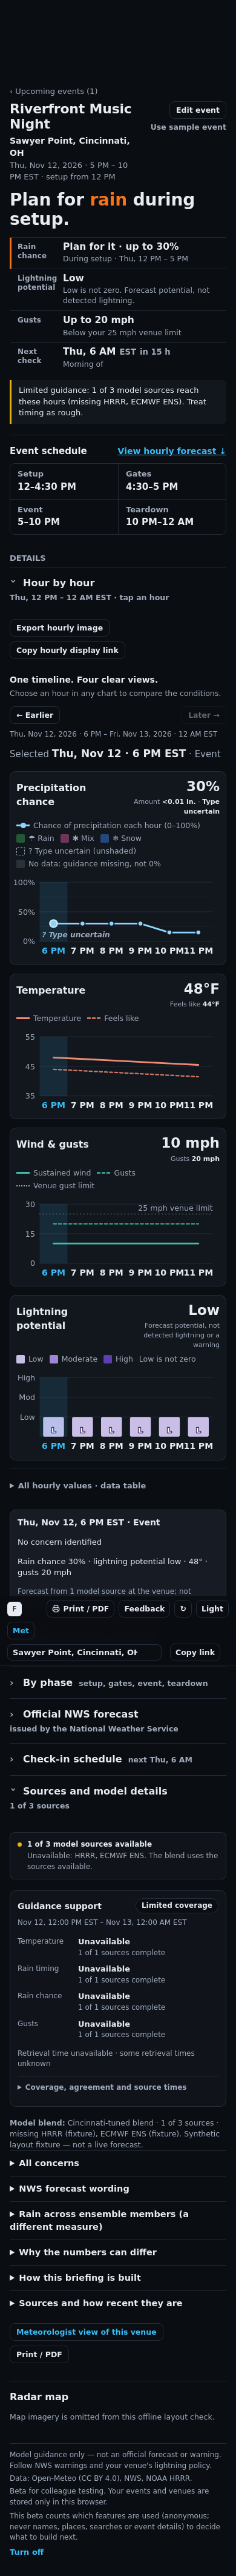 ‹ Upcoming events (1)
Riverfront Music
Night
Edit event
Use sample event
Sawyer Point, Cincinnati,
OH
Thu, Nov 12, 2026 · 5 PM – 10
PM EST · setup from 12 PM
Plan for rain during
setup.
Rain
chance
Plan for it · up to 30%
During setup · Thu, 12 PM – 5 PM
Lightning
potential
Low
Low is not zero. Forecast potential, not
detected lightning.
Gusts
Up to 20 mph
Below your 25 mph venue limit
Next
check
Thu, 6 AM EST in 15 h
Morning of
Limited guidance: 1 of 3 model sources reach
these hours (missing HRRR, ECMWF ENS). Treat
timing as rough.
Event schedule
View hourly forecast ↓
Setup
12–4:30 PM
Gates
4:30–5 PM
Event
5–10 PM
Teardown
10 PM–12 AM
DETAILS
Hour by hour
Thu, 12 PM – 12 AM EST · tap an hour
Export hourly image
Copy hourly display link
One timeline. Four clear views.
Choose an hour in any chart to compare the conditions.
← Earlier
Later →
Thu, Nov 12, 2026 · 6 PM – Fri, Nov 13, 2026 · 12 AM EST
Selected Thu, Nov 12 · 6 PM EST · Event
Precipitation
chance
30%
Amount <0.01 in. · Type
uncertain
Chance of precipitation each hour (0–100%)
☂ Rain ✱ Mix ❄ Snow
? Type uncertain (unshaded)
No data: guidance missing, not 0%
100%
50%
0%
? Type uncertain
6 PM 7 PM 8 PM 9 PM 10 PM 11 PM
Temperature
48°F
Feels like 44°F
Temperature Feels like
55
45
35
6 PM 7 PM 8 PM 9 PM 10 PM 11 PM
Wind & gusts
10 mph
Gusts 20 mph
Sustained wind Gusts
Venue gust limit
30
25 mph venue limit
15
0
6 PM 7 PM 8 PM 9 PM 10 PM 11 PM
Lightning
potential
Low
Forecast potential, not
detected lightning or a
warning
Low Moderate High Low is not zero
High
Mod
Low
L L L L L L
6 PM 7 PM 8 PM 9 PM 10 PM 11 PM
▸ All hourly values · data table
Thu, Nov 12, 6 PM EST · Event
No concern identified
Rain chance 30% · lightning potential low · 48° ·
gusts 20 mph
Forecast from 1 model source at the venue; not
F
Print / PDF
Feedback
↻
Light
Met
Sawyer Point, Cincinnati, OH
Copy link
› By phase setup, gates, event, teardown
› Official NWS forecast
issued by the National Weather Service
› Check-in schedule next Thu, 6 AM
Sources and model details
1 of 3 sources
1 of 3 model sources available
Unavailable: HRRR, ECMWF ENS. The blend uses the
sources available.
Guidance support
Limited coverage
Nov 12, 12:00 PM EST – Nov 13, 12:00 AM EST
Temperature
Unavailable
1 of 1 sources complete
Rain timing
Unavailable
1 of 1 sources complete
Rain chance
Unavailable
1 of 1 sources complete
Gusts
Unavailable
1 of 1 sources complete
Retrieval time unavailable · some retrieval times
unknown
▸ Coverage, agreement and source times
Model blend: Cincinnati-tuned blend · 1 of 3 sources ·
missing HRRR (fixture), ECMWF ENS (fixture). Synthetic
layout fixture — not a live forecast.
▸ All concerns
▸ NWS forecast wording
▸ Rain across ensemble members (a
different measure)
▸ Why the numbers can differ
▸ How this briefing is built
▸ Sources and how recent they are
Meteorologist view of this venue
Print / PDF
Radar map
Map imagery is omitted from this offline layout check.
Model guidance only — not an official forecast or warning.
Follow NWS warnings and your venue's lightning policy.
Data: Open-Meteo (CC BY 4.0), NWS, NOAA HRRR.
Beta for colleague testing. Your events and venues are
stored only in this browser.
This beta counts which features are used (anonymous;
never names, places, searches or event details) to decide
what to build next.
Turn off